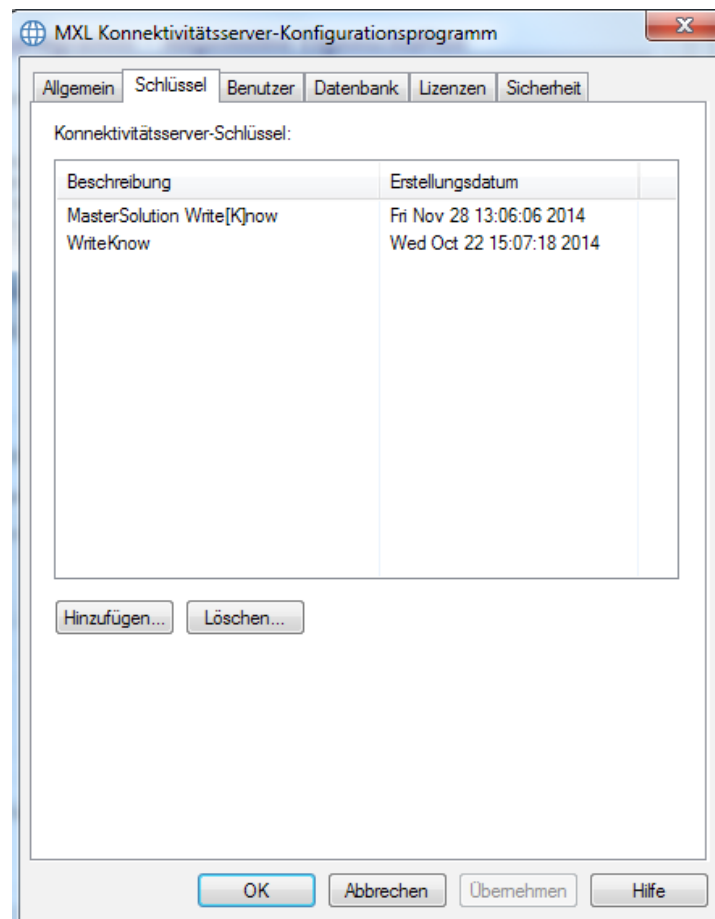 MXL Konnektivitätsserver-Konfigurationsprogramm
Allgemein Schlüssel Benutzer Datenbank Lizenzen Sicherheit
Konnektivitätsserver-Schlüssel:
Beschreibung Erstellungsdatum
MasterSolution Write[K]now Fri Nov 28 13:06:06 2014
WriteKnow Wed Oct 22 15:07:18 2014
Hinzufügen... Löschen...
OK Abbrechen Übernehmen Hilfe